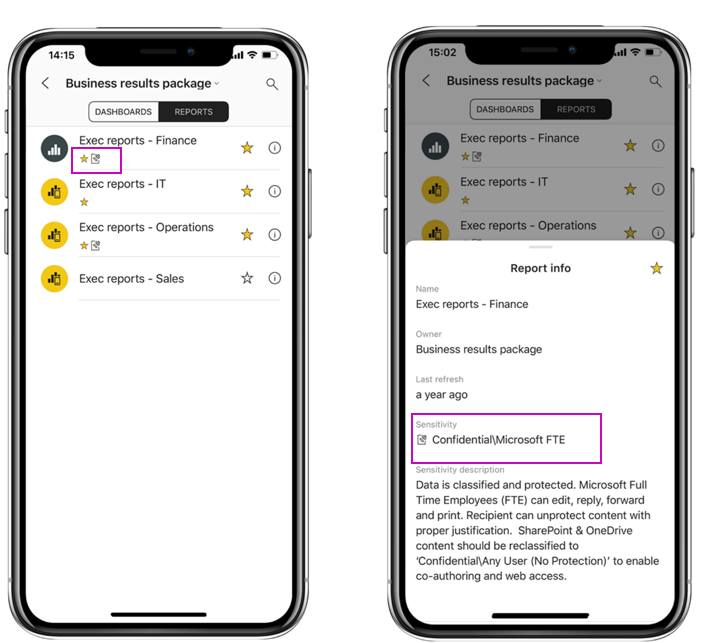 14:15
Business results package
DASHBOARDS
REPORTS
Exec reports - Finance
Exec reports - IT
Exec reports - Operations
Exec reports - Sales
15:02
Business results package
DASHBOARDS
REPORTS
Exec reports - Finance
Exec reports - IT
Exec reports - Operations
Report info
Name
Exec reports - Finance
Owner
Business results package
Last refresh
a year ago
Sensitivity
Confidential\Microsoft FTE
Sensitivity description
Data is classified and protected. Microsoft Full
Time Employees (FTE) can edit, reply, forward
and print. Recipient can unprotect content with
proper justification.  SharePoint & OneDrive
content should be reclassified to
‘Confidential\Any User (No Protection)’ to enable
co-authoring and web access.